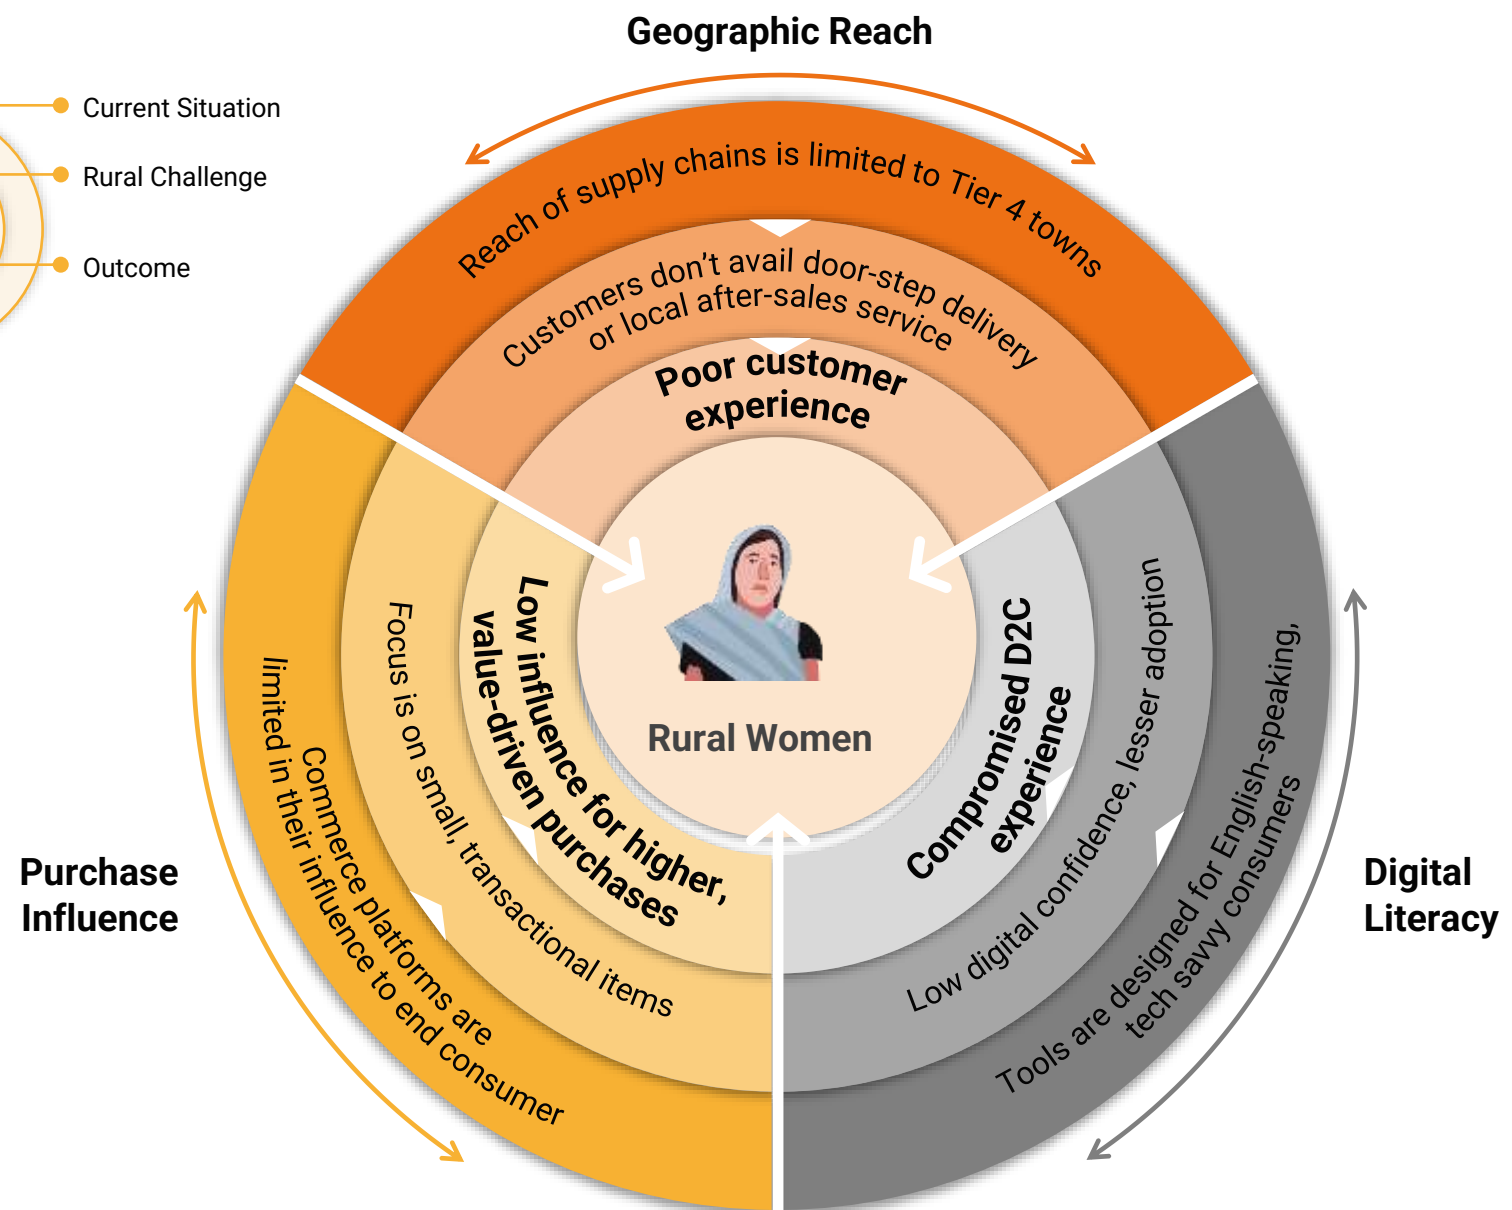 Geographic Reach
Current Situation
Rural Challenge
Outcome
Reach of supply chains is limited to Tier 4 towns
Customers don't avail door-step delivery
or local after-sales service
Poor customer
experience
Rural Women
Purchase
Influence
Commerce platforms are
limited in their influence to end consumer
Focus is on small, transactional items
Low influence for higher,
value-driven purchases
Digital
Literacy
Tools are designed for English-speaking,
tech savvy consumers
Low digital confidence, lesser adoption
Compromised D2C
experience